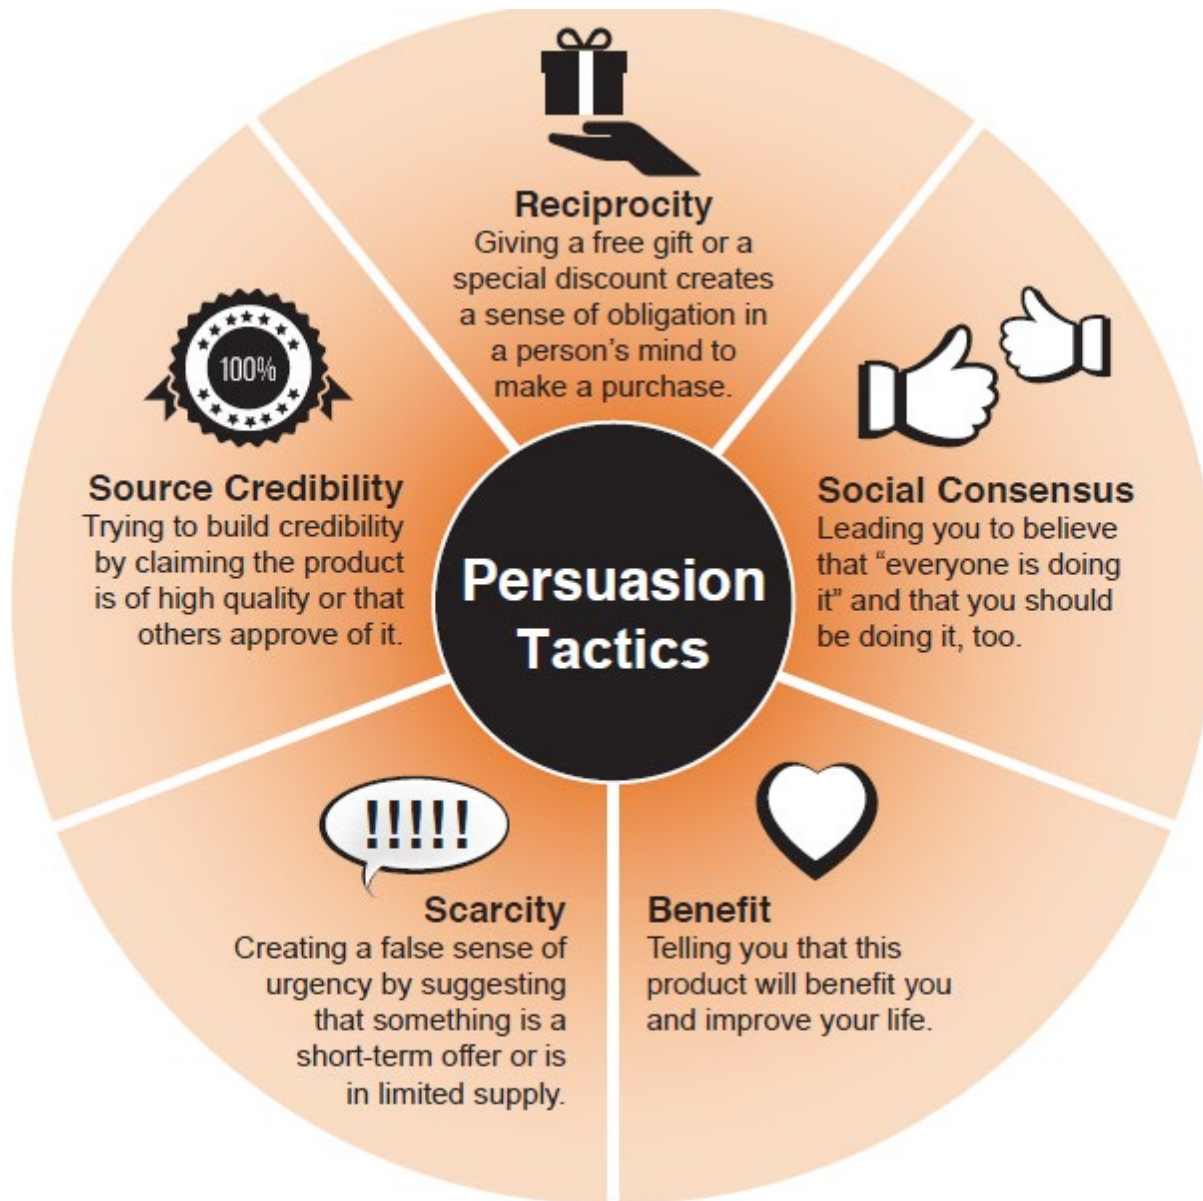 Reciprocity
Giving a free gift or a
special discount creates
a sense of obligation in
a person's mind to
make a purchase.
Social Consensus
Leading you to believe
that “everyone is doing
it” and that you should
be doing it, too.
Benefit
Telling you that this
product will benefit you
and improve your life.
Scarcity
Creating a false sense of
urgency by suggesting
that something is a
short-term offer or is
in limited supply.
100%
Source Credibility
Trying to build credibility
by claiming the product
is of high quality or that
others approve of it.
Persuasion
Tactics
!!!!!